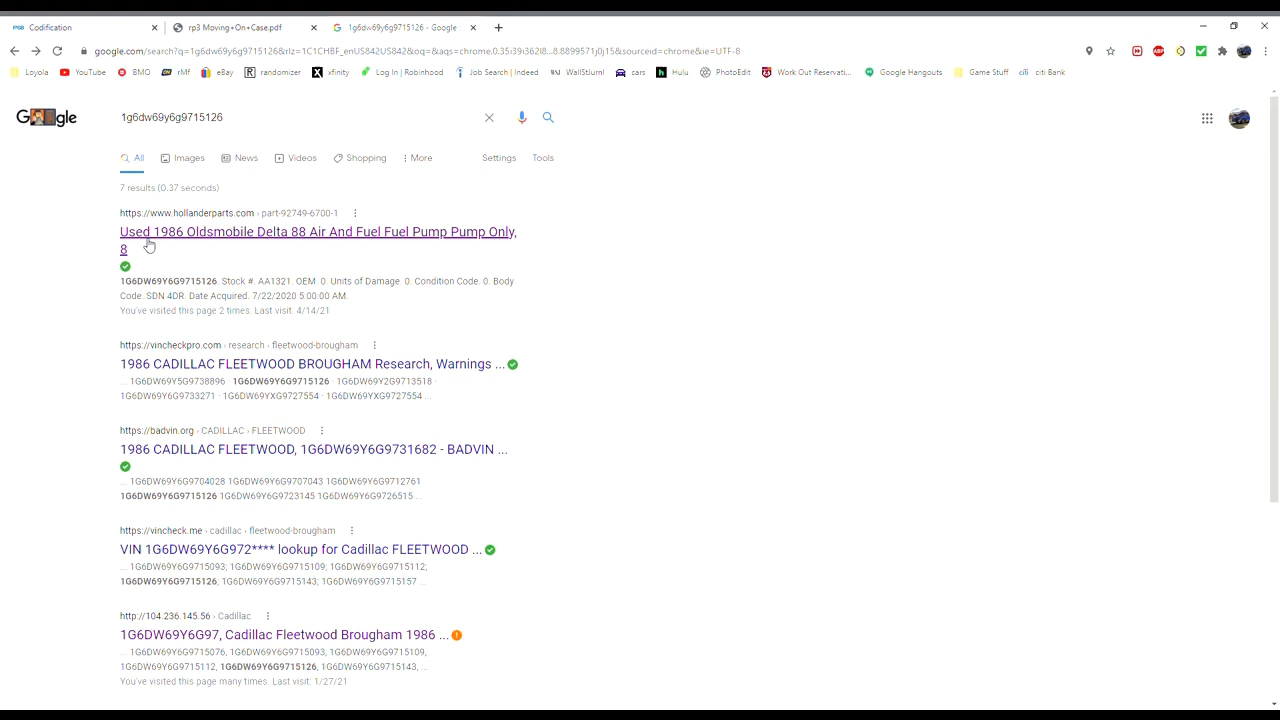 Codification
rp3 Moving+On+Case.pdf
1g6dw69y6g9715126 - Google
google.com/search?q=1g6dw69y6g9715126&rlz=1C1CHBF_enUS842US842&oq=&aqs=chrome.0.35i39i362l8...8.8899571j0j15&sourceid=chrome&ie=UTF-8
Loyola YouTube BMO rMf eBay randomizer xfinity Log In | Robinhood Job Search | Indeed WallStJurnl cars Hulu PhotoEdit Work Out Reservati... Google Hangouts Game Stuff citi Bank
1g6dw69y6g9715126
All Images News Videos Shopping More Settings Tools
7 results (0.37 seconds)
https://www.hollanderparts.com › part-92749-6700-1
Used 1986 Oldsmobile Delta 88 Air And Fuel Fuel Pump Pump Only,
8
1G6DW69Y6G9715126. Stock #. AA1321. OEM. 0. Units of Damage. 0. Condition Code. 0. Body
Code. SDN 4DR. Date Acquired. 7/22/2020 5:00:00 AM.
You've visited this page 2 times. Last visit: 4/14/21
https://vincheckpro.com › research › fleetwood-brougham
1986 CADILLAC FLEETWOOD BROUGHAM Research, Warnings ...
... 1G6DW69Y5G9738896 · 1G6DW69Y6G9715126 · 1G6DW69Y2G9713518 ·
1G6DW69Y6G9733271 · 1G6DW69YXG9727554 · 1G6DW69YXG9727554 ...
https://badvin.org › CADILLAC › FLEETWOOD
1986 CADILLAC FLEETWOOD, 1G6DW69Y6G9731682 - BADVIN ...
... 1G6DW69Y6G9704028 1G6DW69Y6G9707043 1G6DW69Y6G9712761
1G6DW69Y6G9715126 1G6DW69Y6G9723145 1G6DW69Y6G9726515 ...
https://vincheck.me › cadillac › fleetwood-brougham
VIN 1G6DW69Y6G972**** lookup for Cadillac FLEETWOOD ...
... 1G6DW69Y6G9715093; 1G6DW69Y6G9715109; 1G6DW69Y6G9715112;
1G6DW69Y6G9715126; 1G6DW69Y6G9715143; 1G6DW69Y6G9715157 ...
http://104.236.145.56 › Cadillac
1G6DW69Y6G97, Cadillac Fleetwood Brougham 1986 ...
... 1G6DW69Y6G9715076, 1G6DW69Y6G9715093, 1G6DW69Y6G9715109,
1G6DW69Y6G9715112, 1G6DW69Y6G9715126, 1G6DW69Y6G9715143, ...
You've visited this page many times. Last visit: 1/27/21